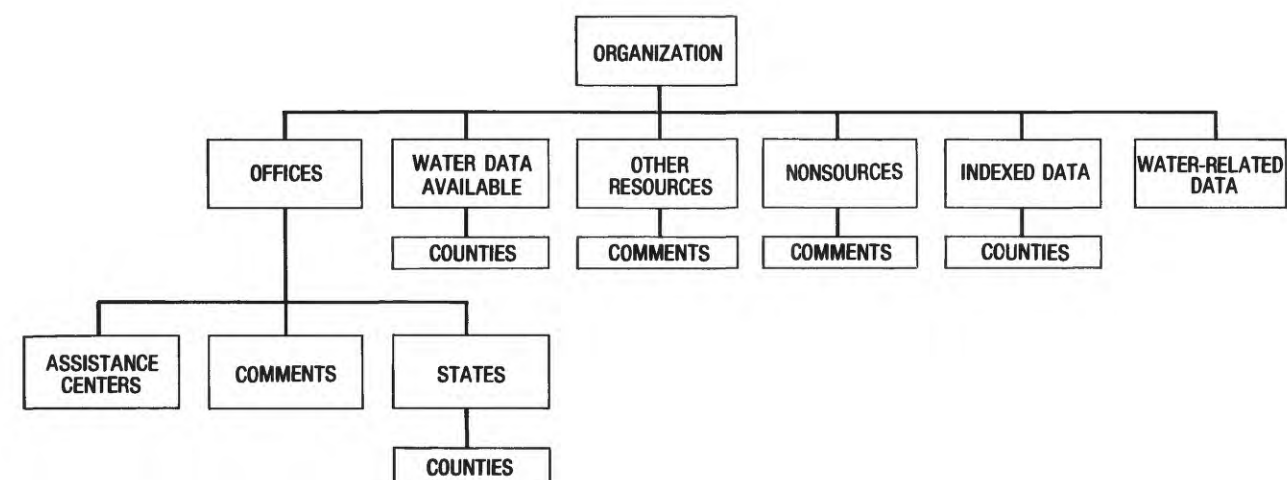 ORGANIZATION
OFFICES
WATER DATA
AVAILABLE
OTHER
RESOURCES
NONSOURCES
INDEXED DATA
WATER-RELATED
DATA
COUNTIES
COMMENTS
COMMENTS
COUNTIES
ASSISTANCE
CENTERS
COMMENTS
STATES
COUNTIES